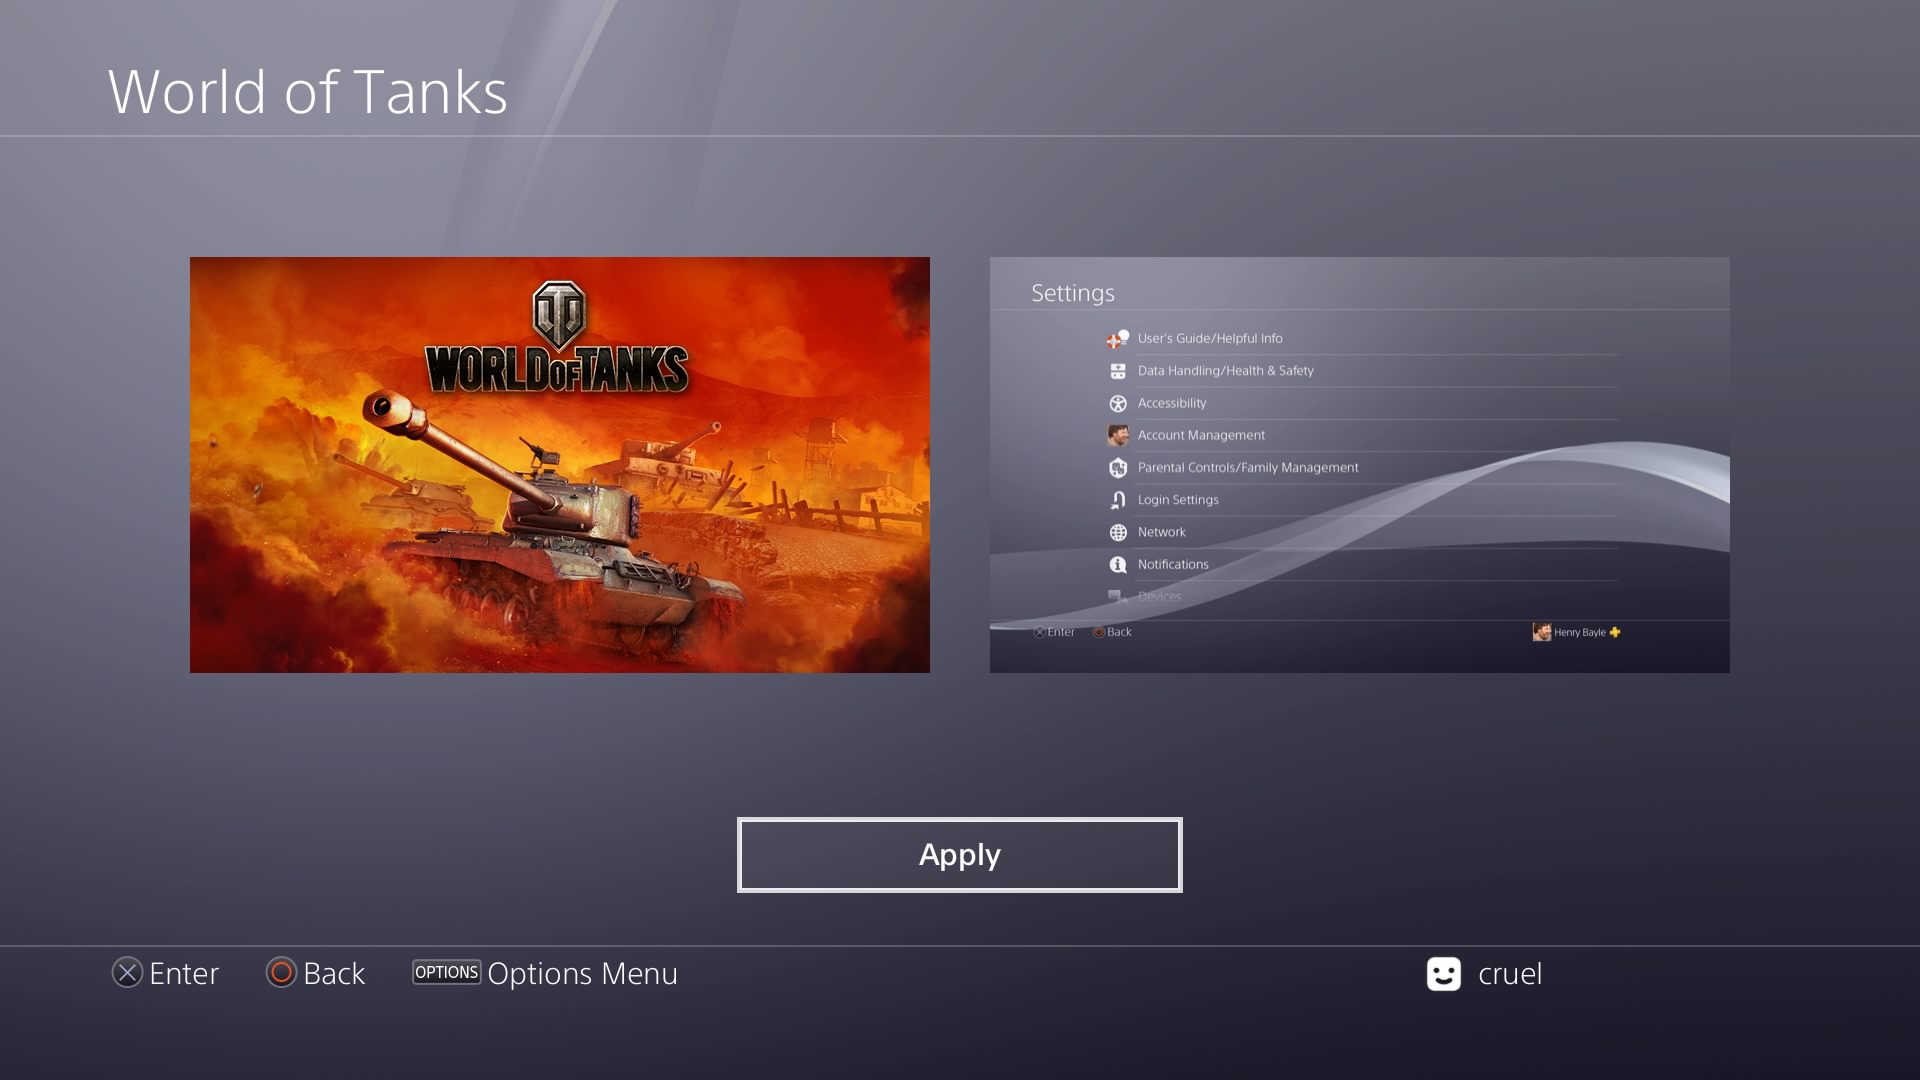 World of Tanks
WORLD OF TANKS
Settings
User's Guide/Helpful Info
Data Handling/Health & Safety
Accessibility
Account Management
Parental Controls/Family Management
Login Settings
Network
Notifications
Devices
Enter Back Henry Bayle
Apply
Enter Back OPTIONS Options Menu cruel